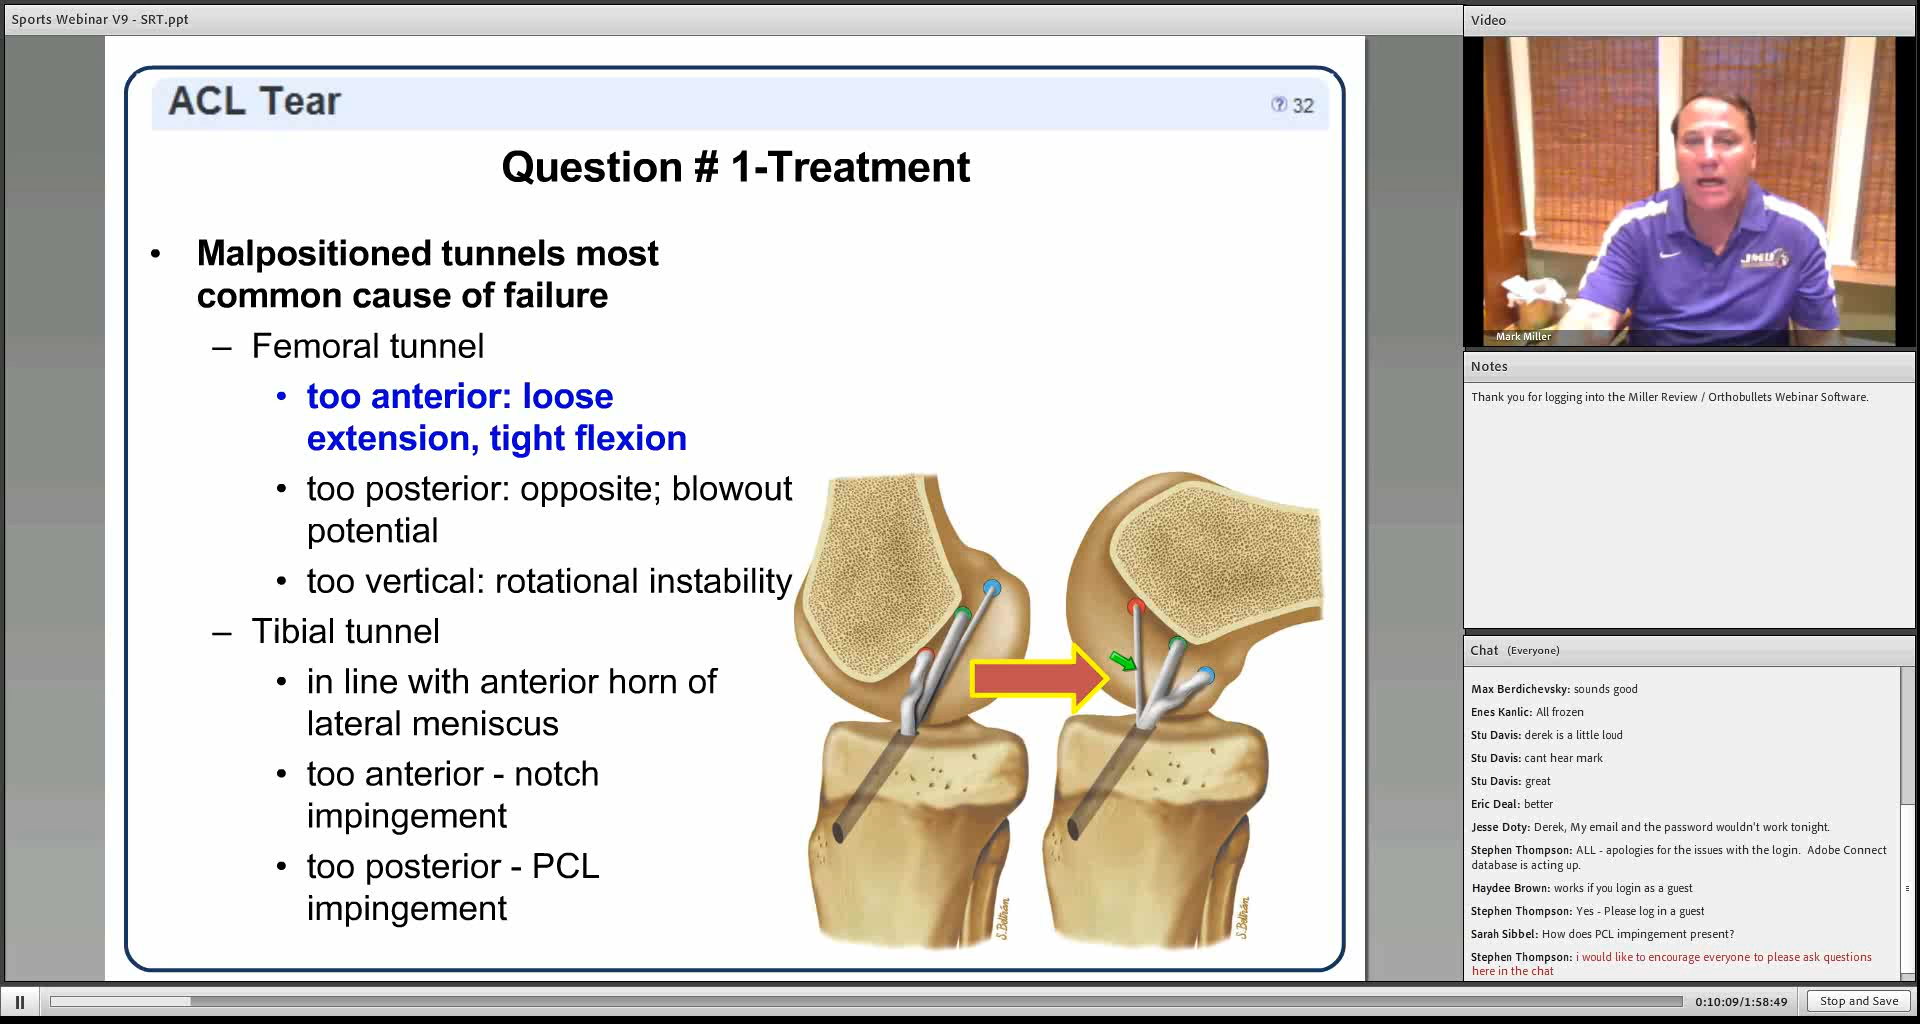 Sports Webinar V9 - SRT.ppt
ACL Tear
? 32
Question # 1-Treatment
• Malpositioned tunnels most
common cause of failure
– Femoral tunnel
• too anterior: loose
extension, tight flexion
• too posterior: opposite; blowout
potential
• too vertical: rotational instability
– Tibial tunnel
• in line with anterior horn of
lateral meniscus
• too anterior - notch
impingement
• too posterior - PCL
impingement
S. Beltrán
S. Beltrán
Video
JMU
Mark Miller
Notes
Thank you for logging into the Miller Review / Orthobullets Webinar Software.
Chat (Everyone)
Max Berdichevsky: sounds good
Enes Kanlic: All frozen
Stu Davis: derek is a little loud
Stu Davis: cant hear mark
Stu Davis: great
Eric Deal: better
Jesse Doty: Derek, My email and the password wouldn't work tonight.
Stephen Thompson: ALL - apologies for the issues with the login. Adobe Connect
database is acting up.
Haydee Brown: works if you login as a guest
Stephen Thompson: Yes - Please log in a guest
Sarah Sibbel: How does PCL impingement present?
Stephen Thompson: i would like to encourage everyone to please ask questions
here in the chat
0:10:09/1:58:49
Stop and Save